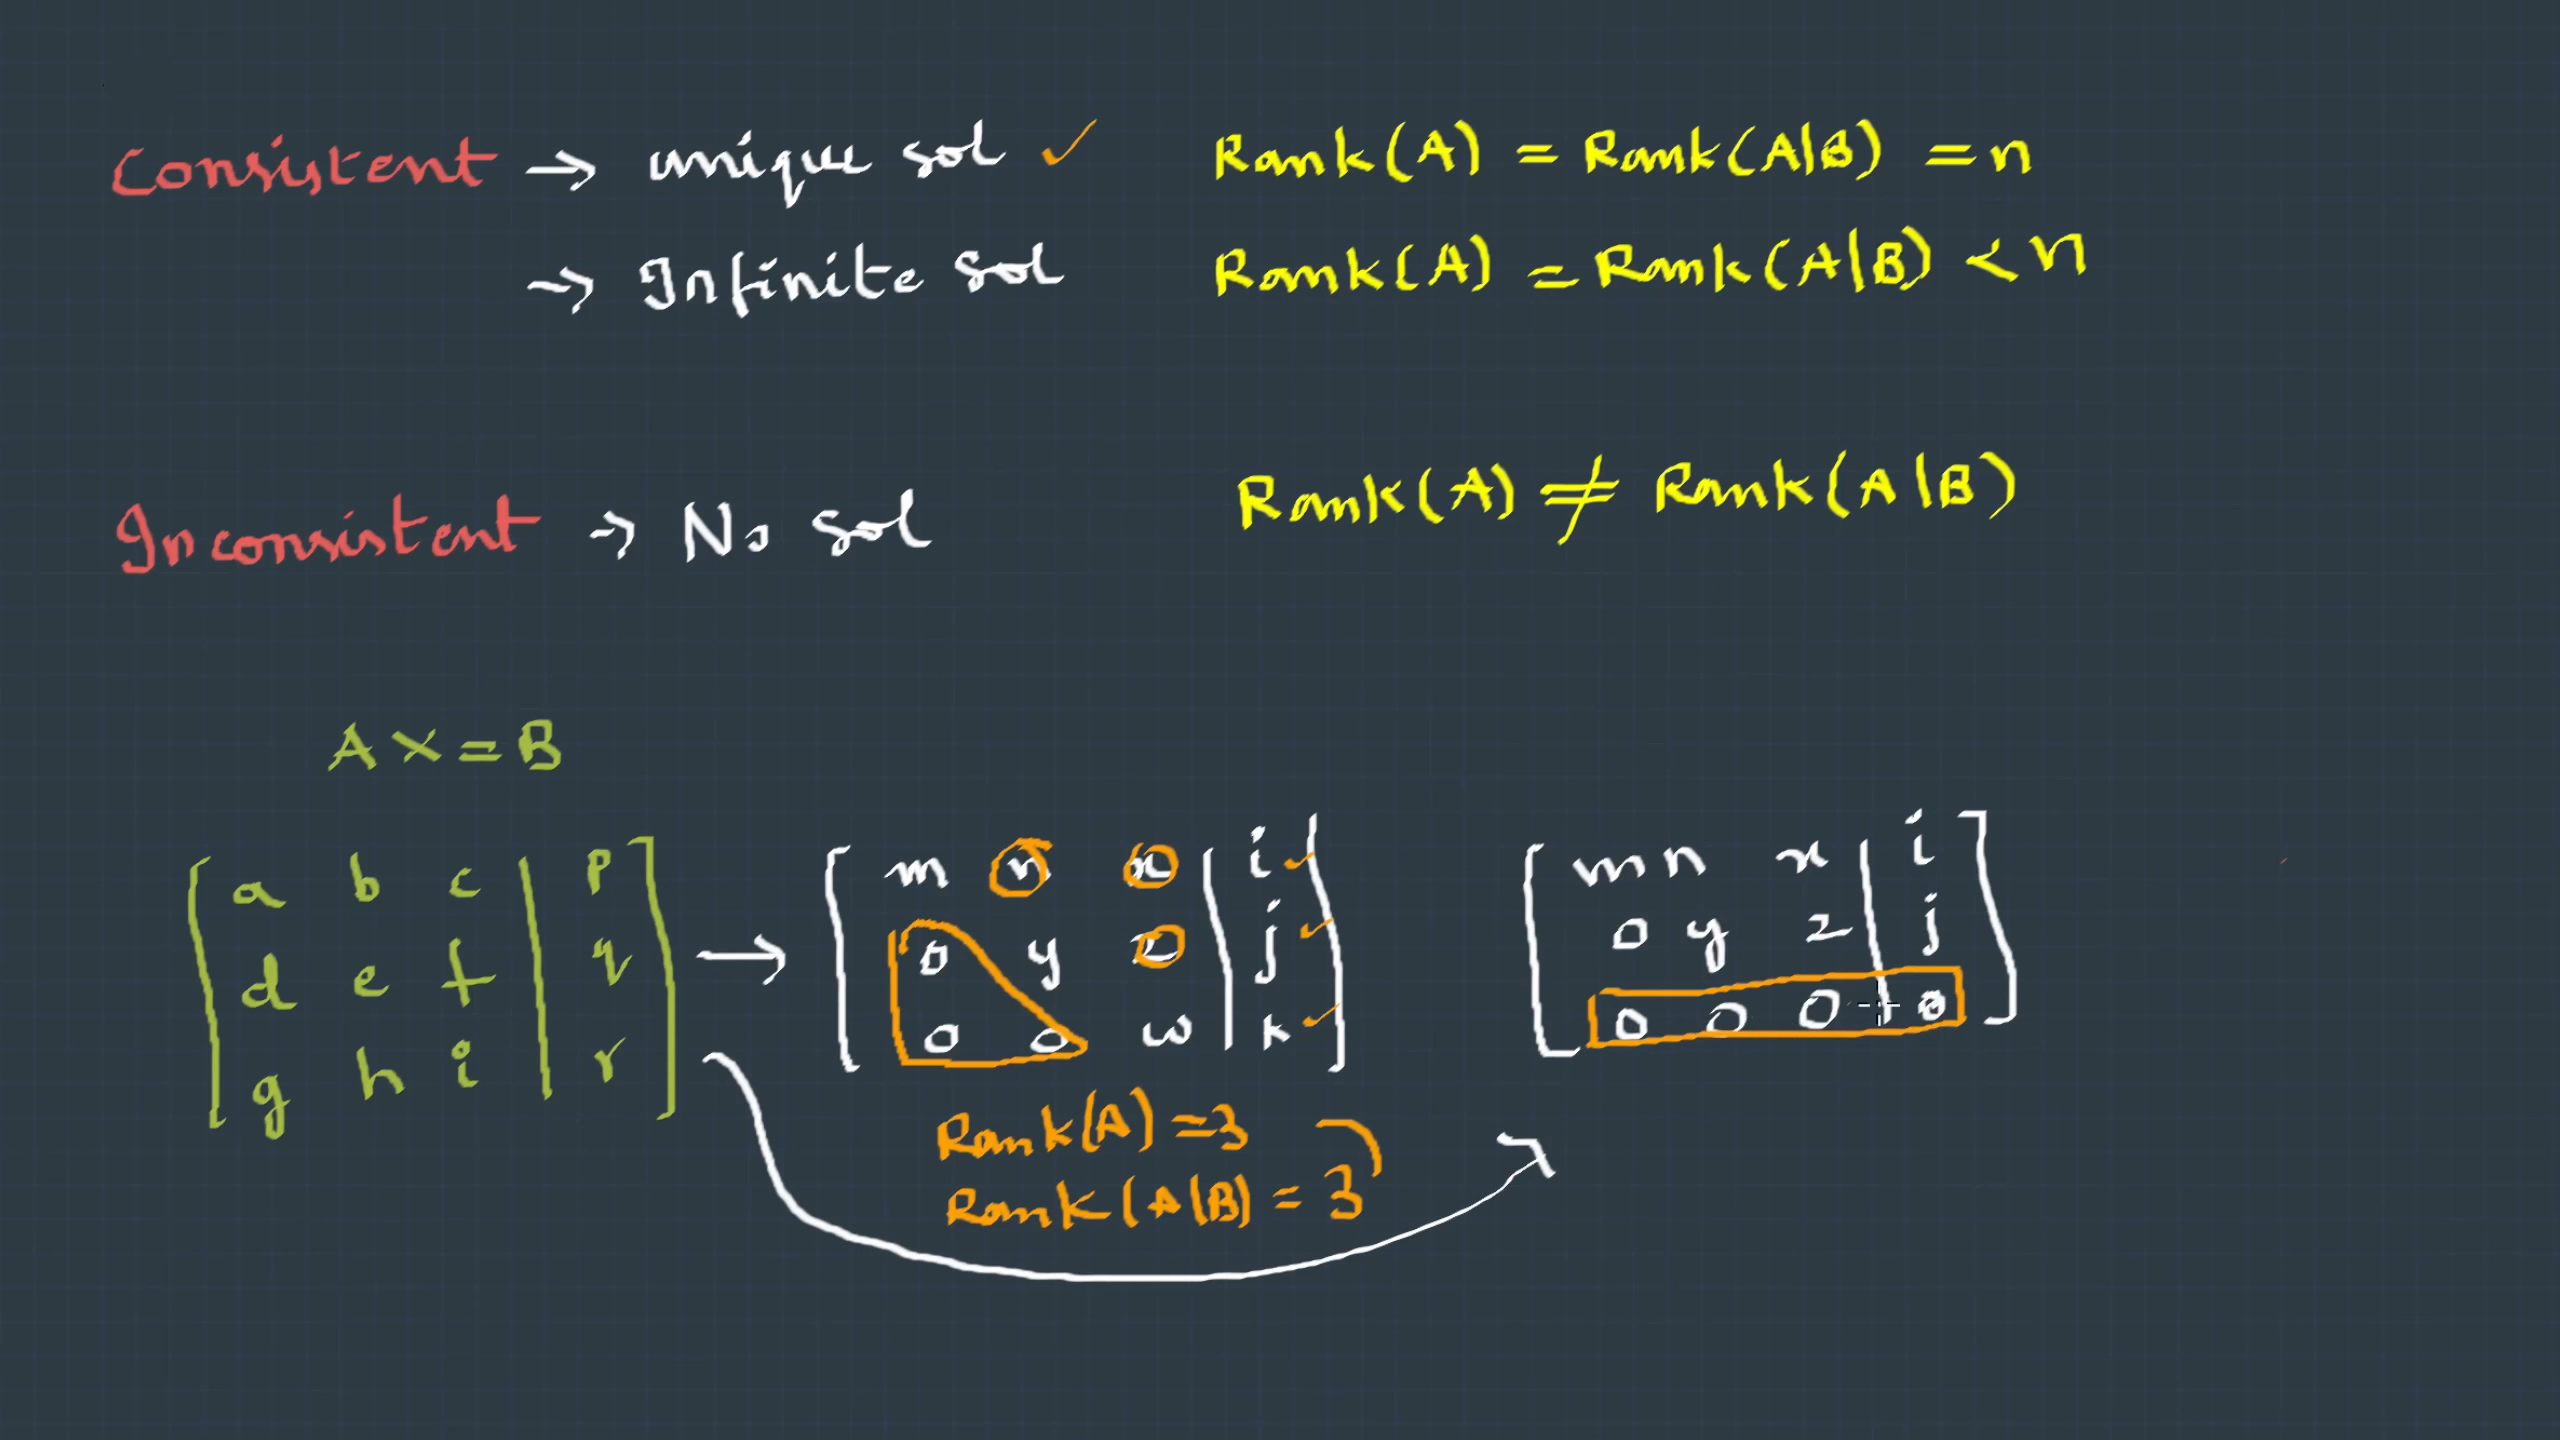 Consistent → unique sol ✓ Rank(A) = Rank(A|B) = n
→ Infinite sol Rank(A) = Rank(A|B) < n
Inconsistent → No sol Rank(A) ≠ Rank(A|B)
AX = B
[ a b c | p ] → [ m n x | i ✓ ] [ m n x | i ]
[ d e f | q ] [ 0 y z | j ✓ ] [ 0 y z | j ]
[ g h i | r ] [ 0 0 w | k ✓ ] [ 0 0 0 | 0 ]
Rank(A) = 3
Rank(A|B) = 3